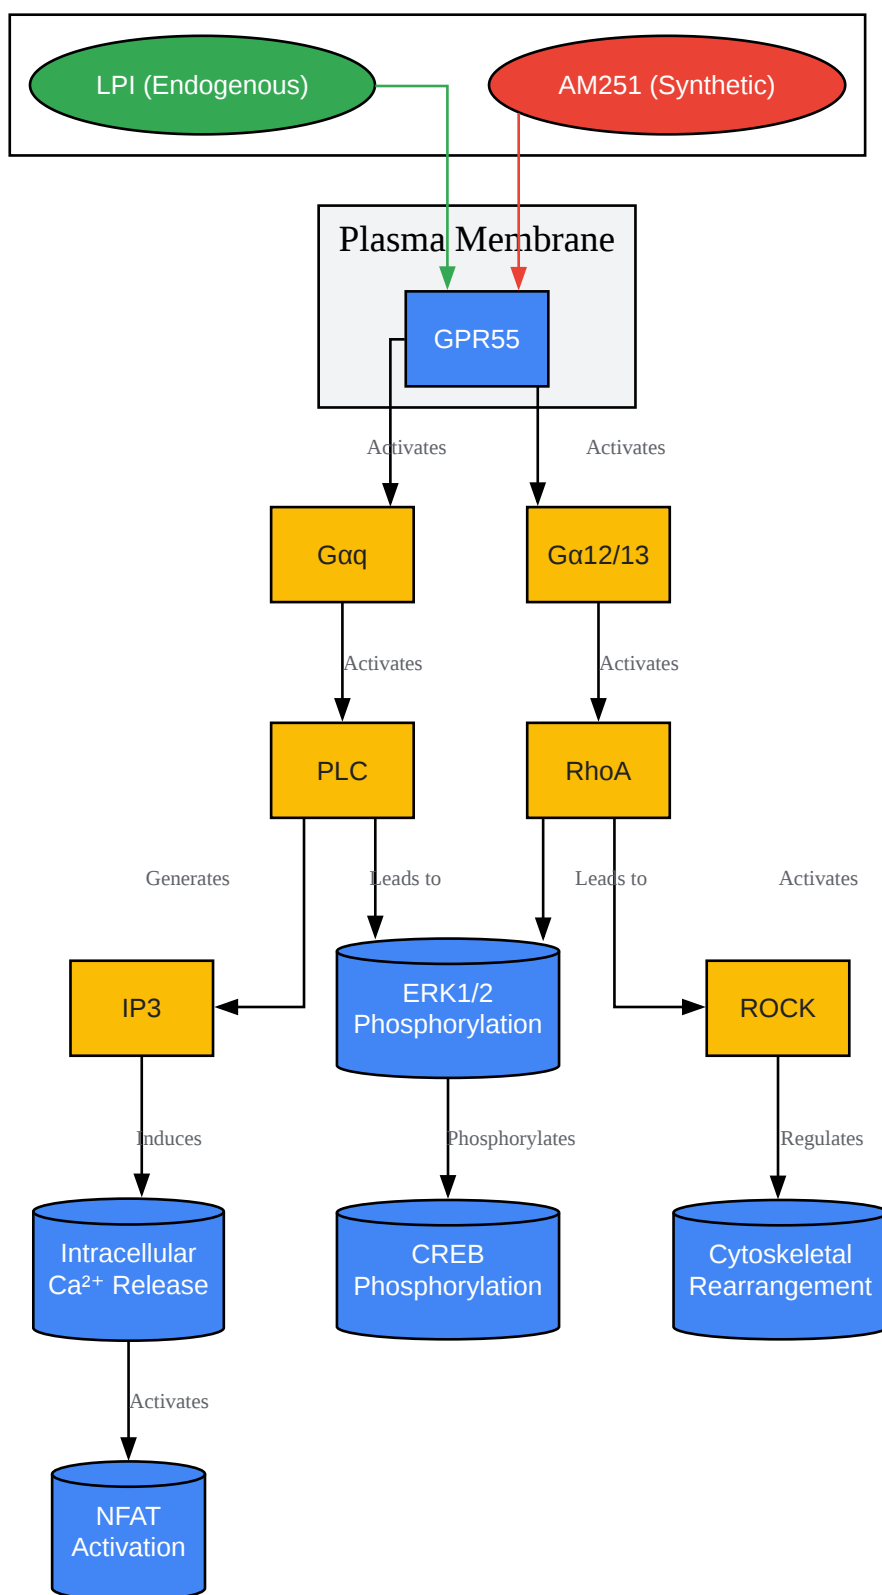 LPI (Endogenous)
AM251 (Synthetic)
Plasma Membrane
GPR55
Activates
Activates
Gαq
Gα12/13
Activates
Activates
PLC
RhoA
Generates
Leads to
Leads to
Activates
IP3
ERK1/2
Phosphorylation
ROCK
Induces
Phosphorylates
Regulates
Intracellular
Ca²⁺ Release
CREB
Phosphorylation
Cytoskeletal
Rearrangement
Activates
NFAT
Activation